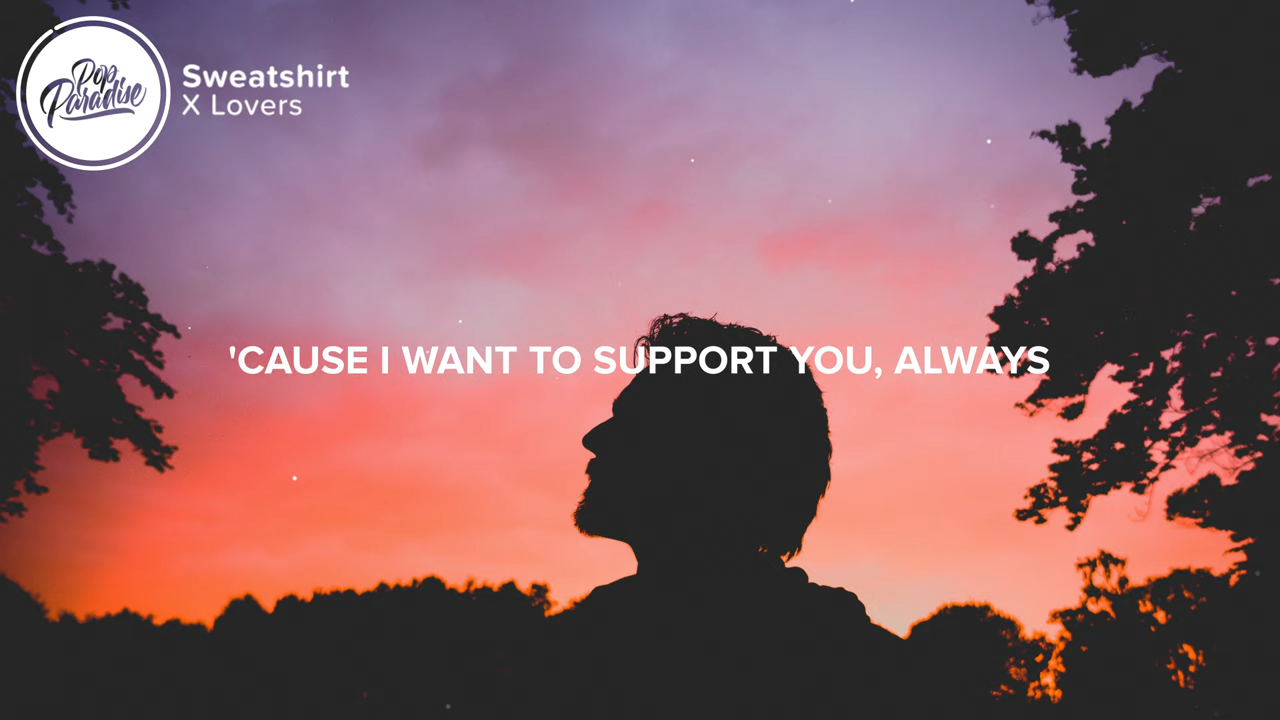 Pop
Paradise
Sweatshirt
X Lovers
'CAUSE I WANT TO SUPPORT YOU, ALWAYS